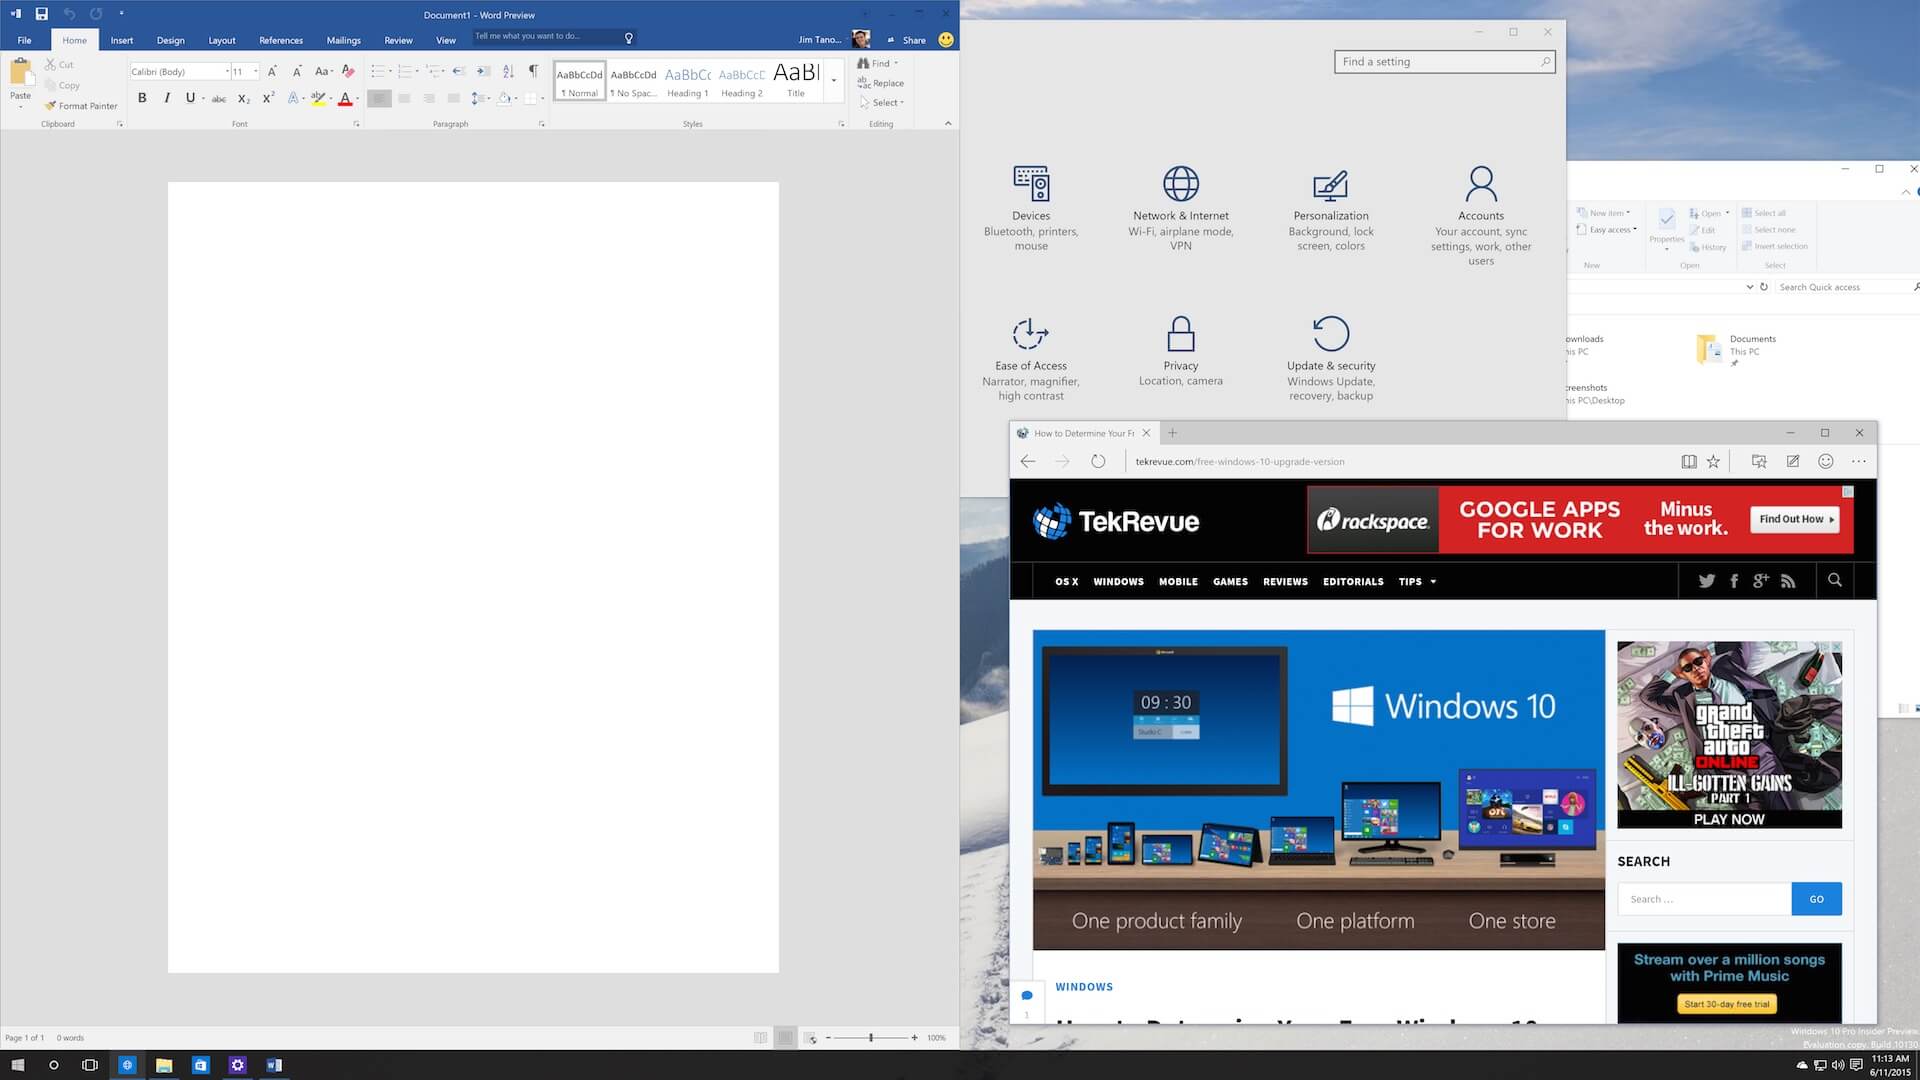 Document1 - Word Preview
File Home Insert Design Layout References Mailings Review View Tell me what you want to do... Jim Tano... Share
Paste
Cut
Copy
Format Painter
Clipboard
Calibri (Body) 11
Font
Paragraph
AaBbCcDd AaBbCcDd AaBbCc AaBbCcC AaBl
¶ Normal ¶ No Spac... Heading 1 Heading 2 Title
Styles
Find
Replace
Select
Editing
Page 1 of 1 0 words
100%
Find a setting
Devices
Bluetooth, printers,
mouse
Network & Internet
Wi-Fi, airplane mode,
VPN
Personalization
Background, lock
screen, colors
Accounts
Your account, sync
settings, work, other
users
Ease of Access
Narrator, magnifier,
high contrast
Privacy
Location, camera
Update & security
Windows Update,
recovery, backup
New item
Easy access
New
Properties
Open
Edit
History
Open
Select all
Select none
Invert selection
Select
Search Quick access
ownloads
his PC
Documents
This PC
creenshots
his PC\Desktop
How to Determine Your Fr
tekrevue.com/free-windows-10-upgrade-version
TekRevue
rackspace.
GOOGLE APPS
FOR WORK
Minus
the work.
Find Out How
OS X WINDOWS MOBILE GAMES REVIEWS EDITORIALS TIPS
09 : 30
Studio C
Windows 10
One product family One platform One store
grand
theft
auto
ONLINE
ILL-GOTTEN GAINS
PART 1
PLAY NOW
SEARCH
Search ...
GO
Stream over a million songs
with Prime Music
Start 30-day free trial
WINDOWS
1
How to Determine Your Free Windows 10
Windows 10 Pro Insider Preview
Evaluation copy. Build 10130
11:13 AM
6/11/2015